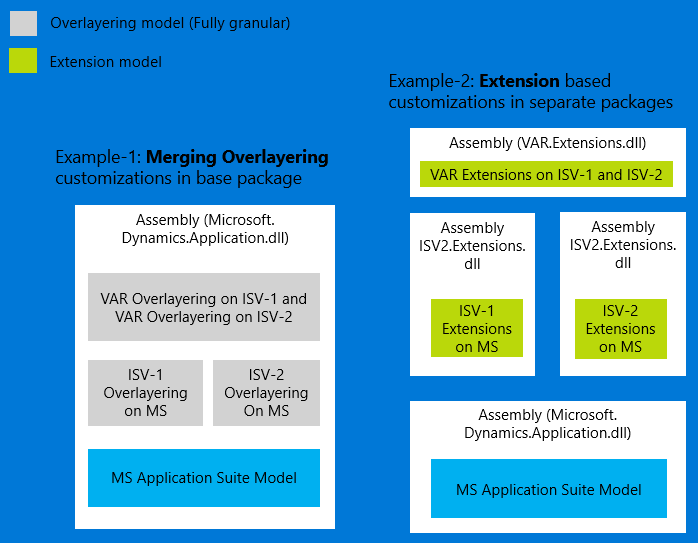 Overlayering model (Fully granular)
Extension model
Example-1: Merging Overlayering
customizations in base package
Assembly (Microsoft.
Dynamics.Application.dll)
VAR Overlayering on ISV-1 and
VAR Overlayering on ISV-2
ISV-1
Overlayering
on MS
ISV-2
Overlayering
On MS
MS Application Suite Model
Example-2: Extension based
customizations in separate packages
Assembly (VAR.Extensions.dll)
VAR Extensions on ISV-1 and ISV-2
Assembly
ISV2.Extensions.
dll
ISV-1
Extensions
on MS
Assembly
ISV2.Extensions.
dll
ISV-2
Extensions
on MS
Assembly (Microsoft.
Dynamics.Application.dll)
MS Application Suite Model